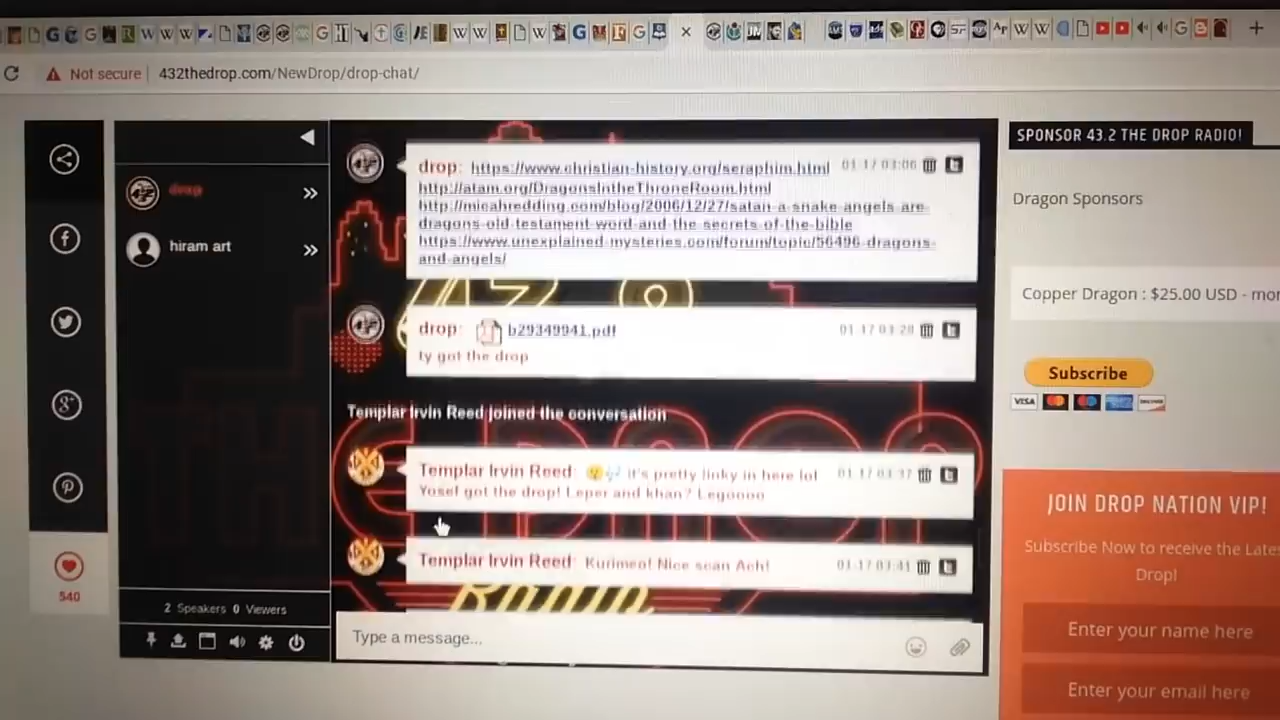 Not secure | 432thedrop.com/NewDrop/drop-chat/
SPONSOR 43.2 THE DROP RADIO!
Dragon Sponsors
Copper Dragon : $25.00 USD - mon
Subscribe
VISA
JOIN DROP NATION VIP!
Subscribe Now to receive the Late
Drop!
Enter your name here
Enter your email here
540
drop
hiram art
2 Speakers 0 Viewers
drop: https://www.christian-history.org/seraphim.html 01-17 03:06
http://atam.org/DragonsIntheThroneRoom.html
http://micahredding.com/blog/2006/12/27/satan-a-snake-angels-are-
dragons-old-testament-word-and-the-secrets-of-the-bible
https://www.unexplained-mysteries.com/forum/topic/56496-dragons-
and-angels/
drop: b29349941.pdf 01-17 03:28
ty got the drop
Templar Irvin Reed joined the conversation
Templar Irvin Reed: it's pretty linky in here lol 01-17 03:37
Yosef got the drop! Leper and khan? Legoooo
Templar Irvin Reed: Kurimeo! Nice scan Ach! 01-17 03:41
Radio
Type a message...